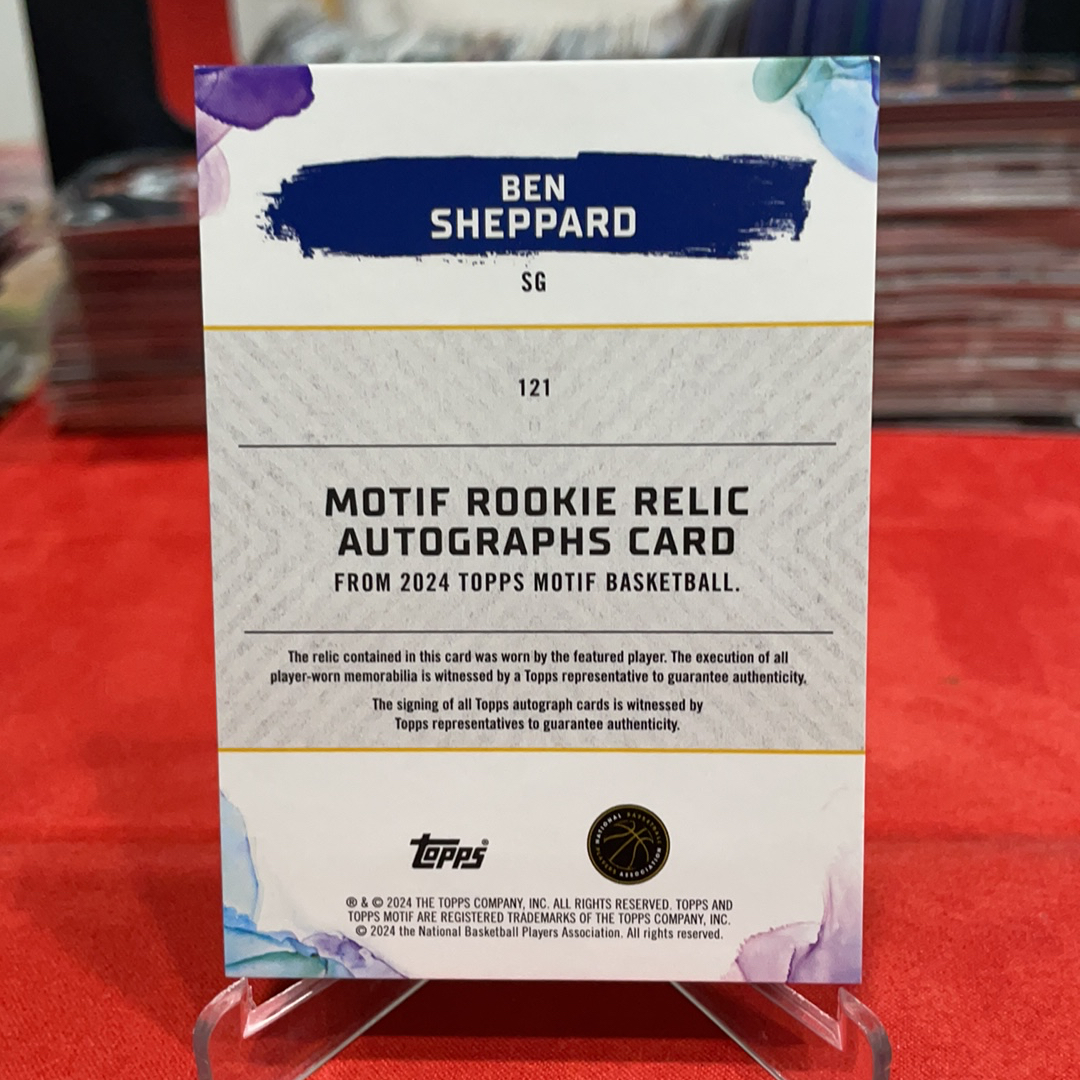 BEN
SHEPPARD
SG
121
MOTIF ROOKIE RELIC
AUTOGRAPHS CARD
FROM 2024 TOPPS MOTIF BASKETBALL.
The relic contained in this card was worn by the featured player. The execution of all
player-worn memorabilia is witnessed by a Topps representative to guarantee authenticity.
The signing of all Topps autograph cards is witnessed by
Topps representatives to guarantee authenticity.
Topps®
NATIONAL BASKETBALL
PLAYERS ASSOCIATION
® & © 2024 THE TOPPS COMPANY, INC. ALL RIGHTS RESERVED. TOPPS AND
TOPPS MOTIF ARE REGISTERED TRADEMARKS OF THE TOPPS COMPANY, INC.
© 2024 the National Basketball Players Association. All rights reserved.